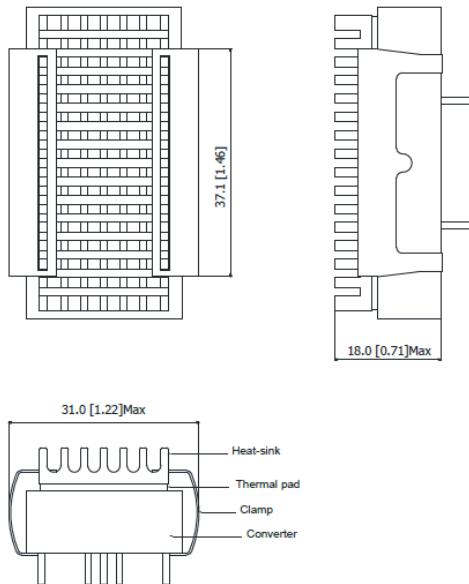 37.1 [1.46]
18.0 [0.71]Max
31.0 [1.22]Max
Heat-sink
Thermal pad
Clamp
Converter